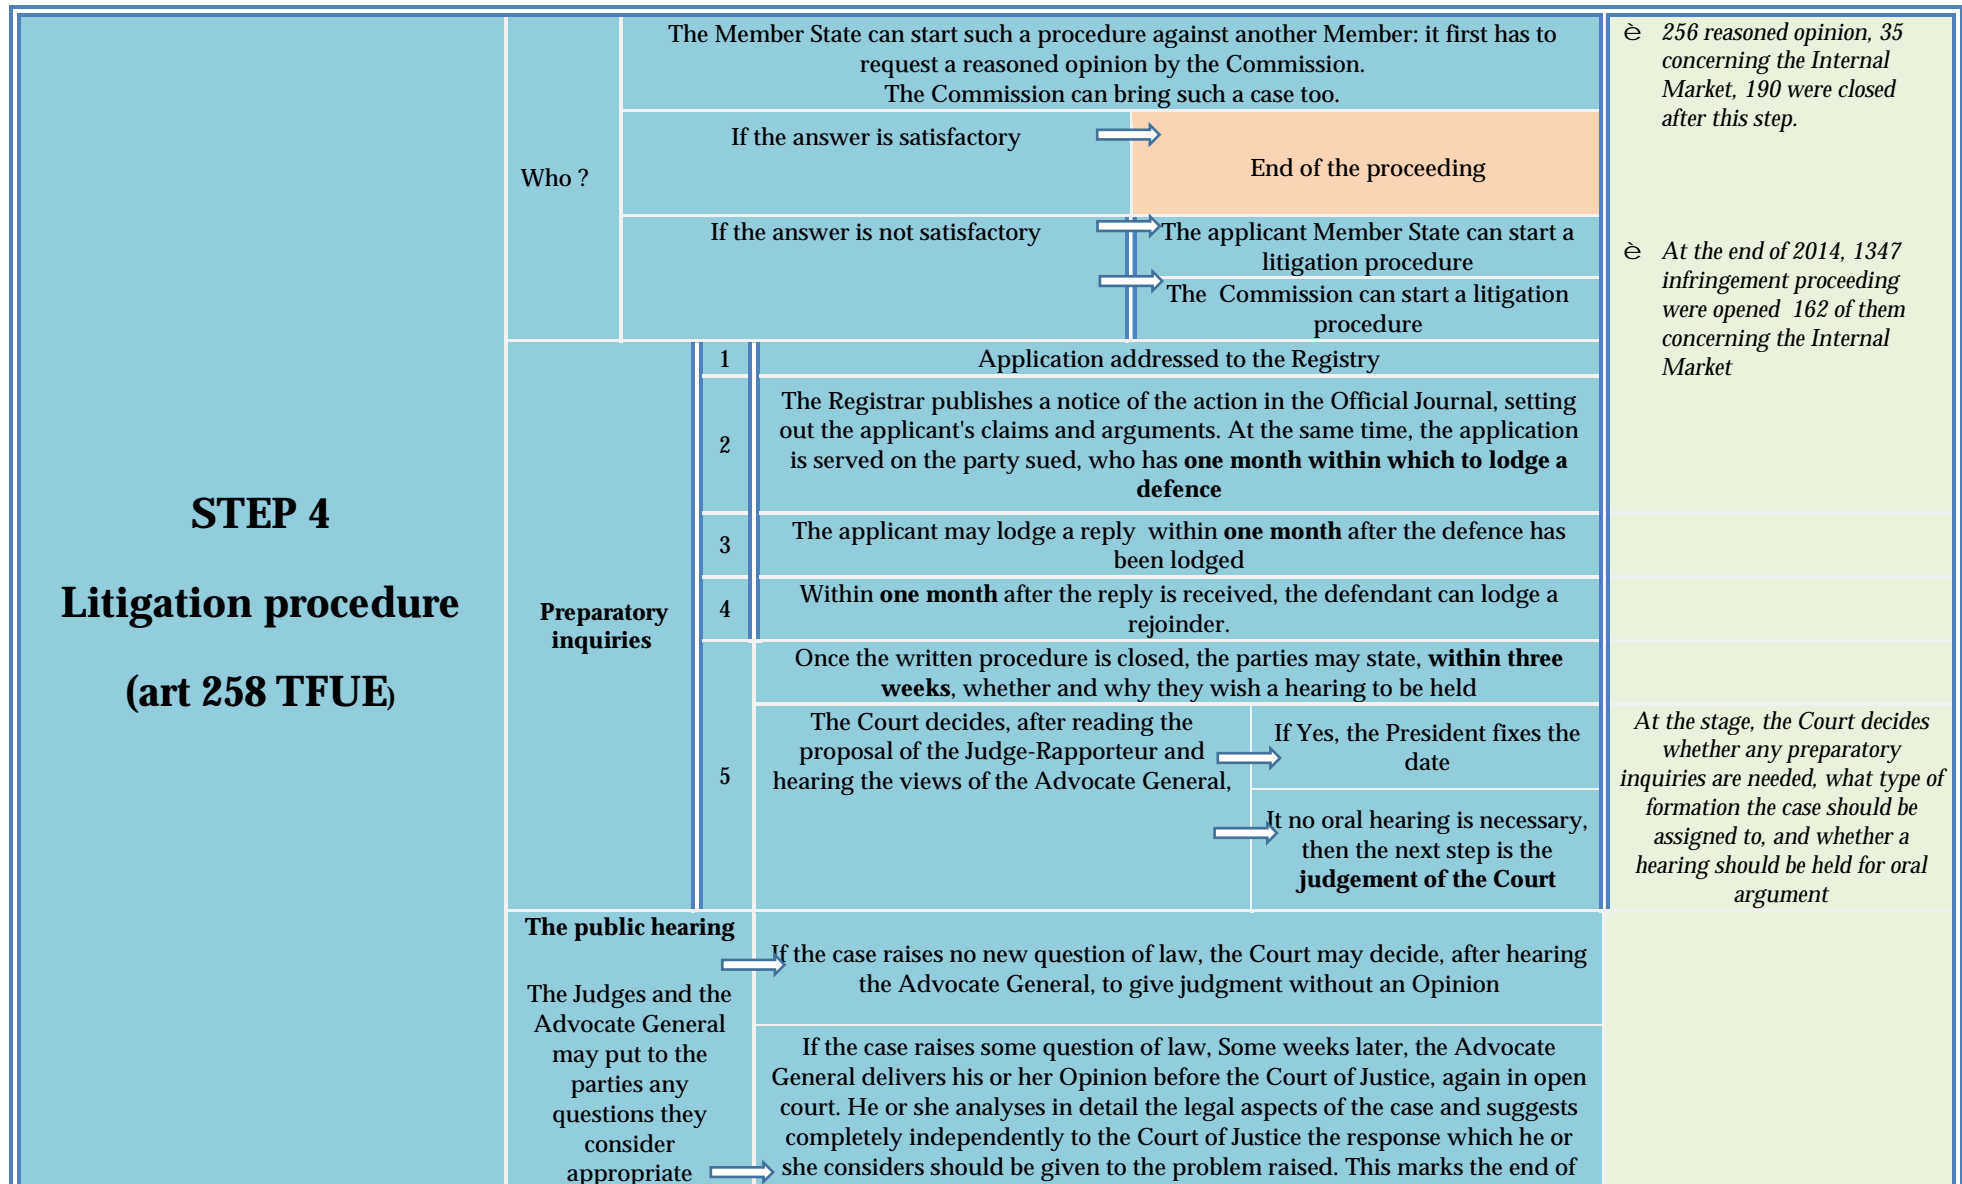 STEP 4
Litigation procedure
(art 258 TFUE)
Who ?
The Member State can start such a procedure against another Member: it first has to
request a reasoned opinion by the Commission.
The Commission can bring such a case too.
If the answer is satisfactory
End of the proceeding
If the answer is not satisfactory
The applicant Member State can start a
litigation procedure
The Commission can start a litigation
procedure
è 256 reasoned opinion, 35
concerning the Internal
Market, 190 were closed
after this step.
è At the end of 2014, 1347
infringement proceeding
were opened 162 of them
concerning the Internal
Market
Preparatory
inquiries
1
Application addressed to the Registry
2
The Registrar publishes a notice of the action in the Official Journal, setting
out the applicant's claims and arguments. At the same time, the application
is served on the party sued, who has one month within which to lodge a
defence
3
The applicant may lodge a reply within one month after the defence has
been lodged
4
Within one month after the reply is received, the defendant can lodge a
rejoinder.
5
Once the written procedure is closed, the parties may state, within three
weeks, whether and why they wish a hearing to be held
The Court decides, after reading the
proposal of the Judge-Rapporteur and
hearing the views of the Advocate General,
If Yes, the President fixes the
date
It no oral hearing is necessary,
then the next step is the
judgement of the Court
At the stage, the Court decides
whether any preparatory
inquiries are needed, what type of
formation the case should be
assigned to, and whether a
hearing should be held for oral
argument
The public hearing
The Judges and the
Advocate General
may put to the
parties any
questions they
consider
appropriate
If the case raises no new question of law, the Court may decide, after hearing
the Advocate General, to give judgment without an Opinion
If the case raises some question of law, Some weeks later, the Advocate
General delivers his or her Opinion before the Court of Justice, again in open
court. He or she analyses in detail the legal aspects of the case and suggests
completely independently to the Court of Justice the response which he or
she considers should be given to the problem raised. This marks the end of